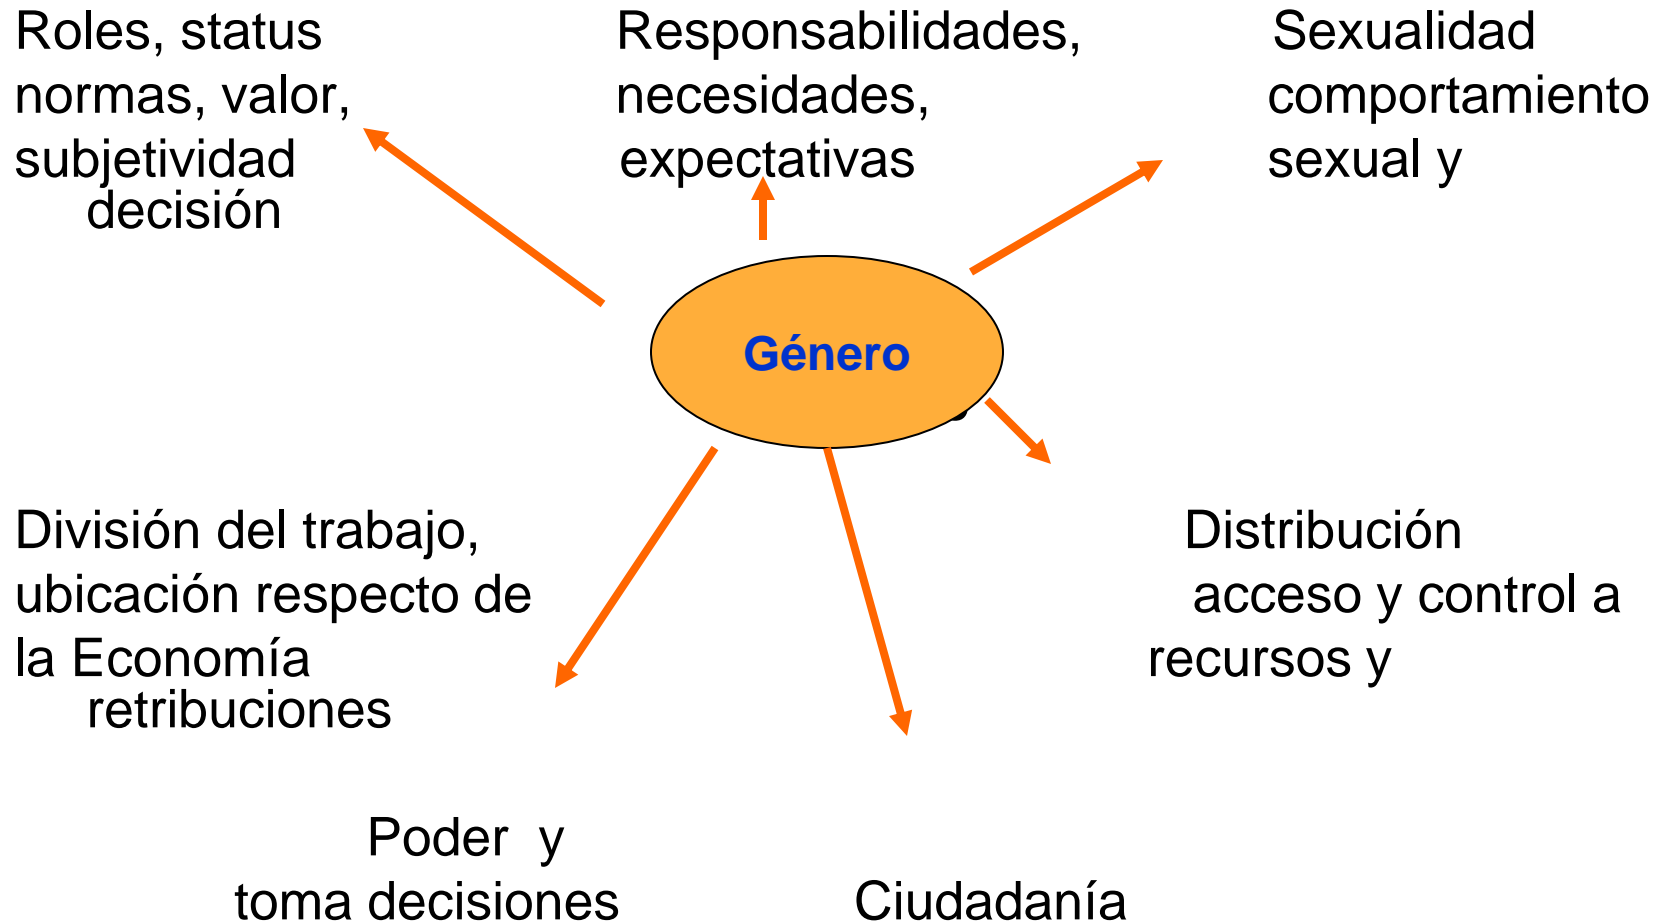 Roles, status
normas, valor,
subjetividad
decisión
Responsabilidades,
necesidades,
expectativas
Sexualidad
comportamiento
sexual y
Género
División del trabajo,
ubicación respecto de
la Economía
retribuciones
Distribución
acceso y control a
recursos y
Poder y
toma decisiones
Ciudadanía